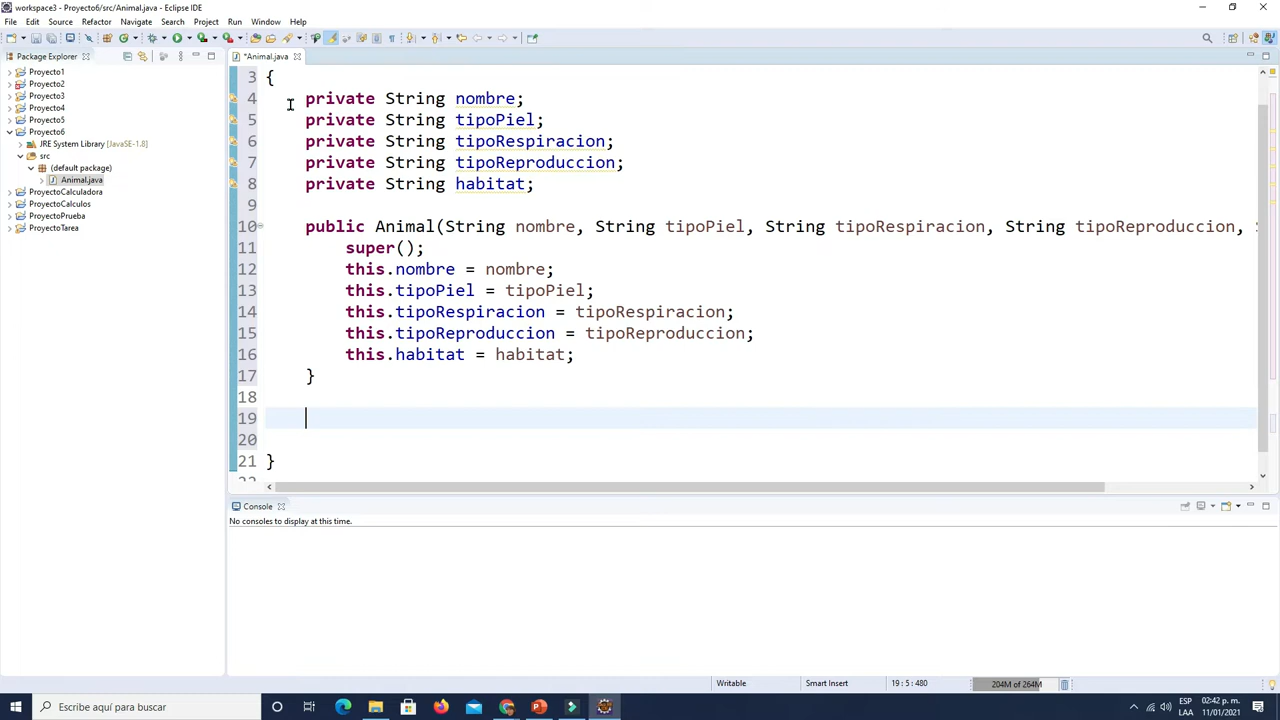 workspace3 - Proyecto6/src/Animal.java - Eclipse IDE
File Edit Source Refactor Navigate Search Project Run Window Help
Package Explorer
*Animal.java
Proyecto1
Proyecto2
Proyecto3
Proyecto4
Proyecto5
Proyecto6
JRE System Library [JavaSE-1.8]
src
(default package)
Animal.java
ProyectoCalculadora
ProyectoCalculos
ProyectoPrueba
ProyectoTarea
3 {
4 private String nombre;
5 private String tipoPiel;
6 private String tipoRespiracion;
7 private String tipoReproduccion;
8 private String habitat;
9
10 public Animal(String nombre, String tipoPiel, String tipoRespiracion, String tipoReproduccion,
11 super();
12 this.nombre = nombre;
13 this.tipoPiel = tipoPiel;
14 this.tipoRespiracion = tipoRespiracion;
15 this.tipoReproduccion = tipoReproduccion;
16 this.habitat = habitat;
17 }
18
19
20
21 }
Console
No consoles to display at this time.
Writable Smart Insert 19 : 5 : 480 204M of 264M
Escribe aquí para buscar
ESP 02:42 p. m.
LAA 11/01/2021